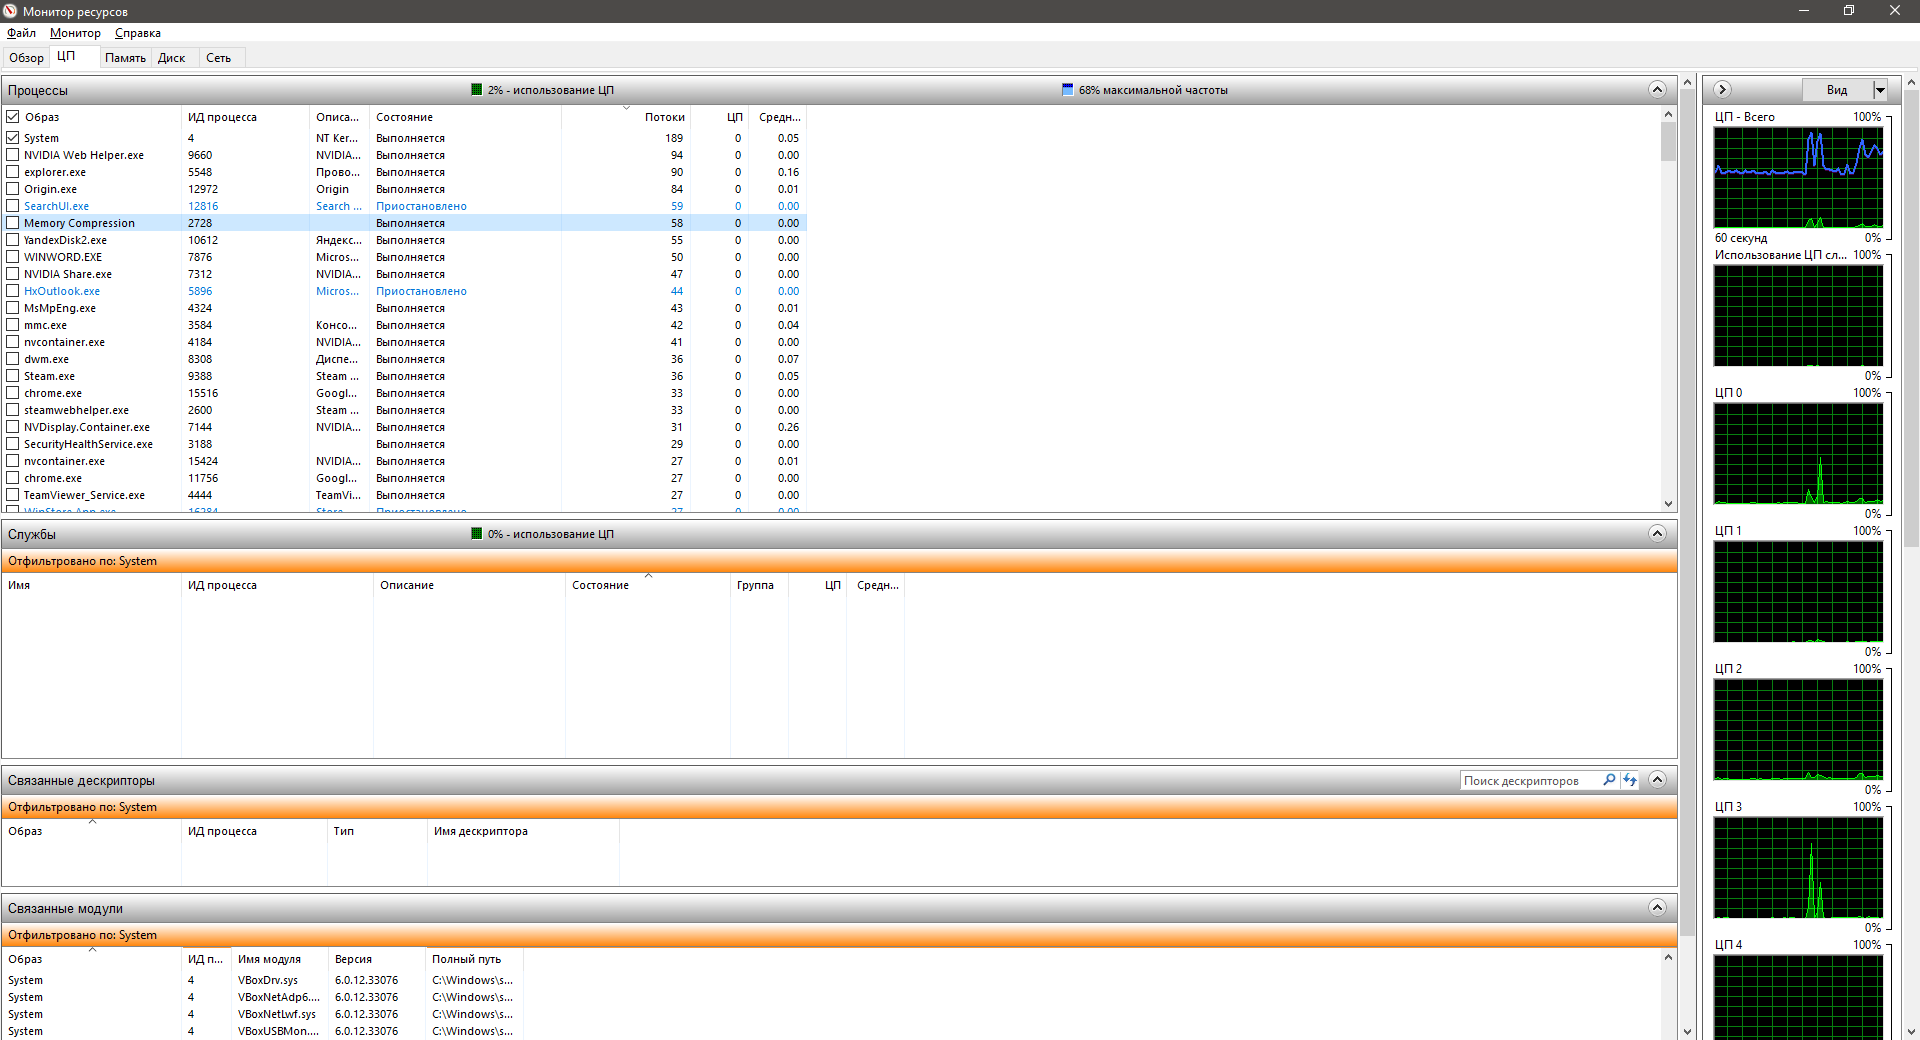 Монитор ресурсов
Файл Монитор Справка
Обзор ЦП Память Диск Сеть
Процессы 2% - использование ЦП 68% максимальной частоты
Образ ИД процесса Описа... Состояние Потоки ЦП Средн...
System 4 NT Ker... Выполняется 189 0 0.05
NVIDIA Web Helper.exe 9660 NVIDIA... Выполняется 94 0 0.00
explorer.exe 5548 Прово... Выполняется 90 0 0.16
Origin.exe 12972 Origin Выполняется 84 0 0.01
SearchUI.exe 12816 Search ... Приостановлено 59 0 0.00
Memory Compression 2728 Выполняется 58 0 0.00
YandexDisk2.exe 10612 Яндекс... Выполняется 55 0 0.00
WINWORD.EXE 7876 Micros... Выполняется 50 0 0.00
NVIDIA Share.exe 7312 NVIDIA... Выполняется 47 0 0.00
HxOutlook.exe 5896 Micros... Приостановлено 44 0 0.00
MsMpEng.exe 4324 Выполняется 43 0 0.01
mmc.exe 3584 Консо... Выполняется 42 0 0.04
nvcontainer.exe 4184 NVIDIA... Выполняется 41 0 0.00
dwm.exe 8308 Диспе... Выполняется 36 0 0.07
Steam.exe 9388 Steam ... Выполняется 36 0 0.05
chrome.exe 15516 Googl... Выполняется 33 0 0.00
steamwebhelper.exe 2600 Steam ... Выполняется 33 0 0.00
NVDisplay.Container.exe 7144 NVIDIA... Выполняется 31 0 0.26
SecurityHealthService.exe 3188 Выполняется 29 0 0.00
nvcontainer.exe 15424 NVIDIA... Выполняется 27 0 0.01
chrome.exe 11756 Googl... Выполняется 27 0 0.00
TeamViewer_Service.exe 4444 TeamVi... Выполняется 27 0 0.00
WinStore.App.exe 16284 Store Приостановлено 27 0 0.00
Службы 0% - использование ЦП
Отфильтровано по: System
Имя ИД процесса Описание Состояние Группа ЦП Средн...
Связанные дескрипторы Поиск дескрипторов
Отфильтровано по: System
Образ ИД процесса Тип Имя дескриптора
Связанные модули
Отфильтровано по: System
Образ ИД п... Имя модуля Версия Полный путь
System 4 VBoxDrv.sys 6.0.12.33076 C:\Windows\s...
System 4 VBoxNetAdp6.... 6.0.12.33076 C:\Windows\s...
System 4 VBoxNetLwf.sys 6.0.12.33076 C:\Windows\s...
System 4 VBoxUSBMon.... 6.0.12.33076 C:\Windows\s...
Вид
ЦП - Всего 100%
60 секунд 0%
Использование ЦП сл... 100%
0%
ЦП 0 100%
0%
ЦП 1 100%
0%
ЦП 2 100%
0%
ЦП 3 100%
0%
ЦП 4 100%